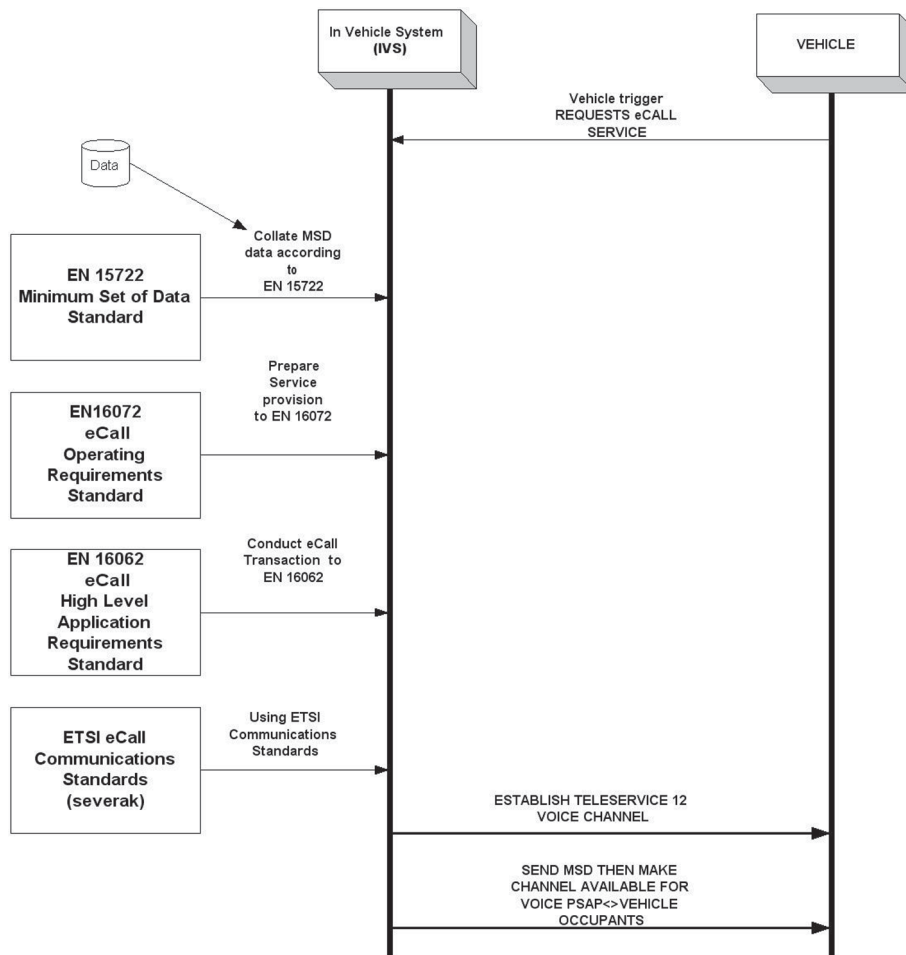 In Vehicle System
(IVS)
VEHICLE
Vehicle trigger
REQUESTS eCALL
SERVICE
Data
Collate MSD
data according
to
EN 15722
EN 15722
Minimum Set of Data
Standard
Prepare
Service
provision
to EN 16072
EN16072
eCall
Operating
Requirements
Standard
Conduct eCall
Transaction to
EN 16062
EN 16062
eCall
High Level
Application
Requirements
Standard
Using ETSI
Communications
Standards
ETSI eCall
Communications
Standards
(severak)
ESTABLISH TELESERVICE 12
VOICE CHANNEL
SEND MSD THEN MAKE
CHANNEL AVAILABLE FOR
VOICE PSAP<>VEHICLE
OCCUPANTS